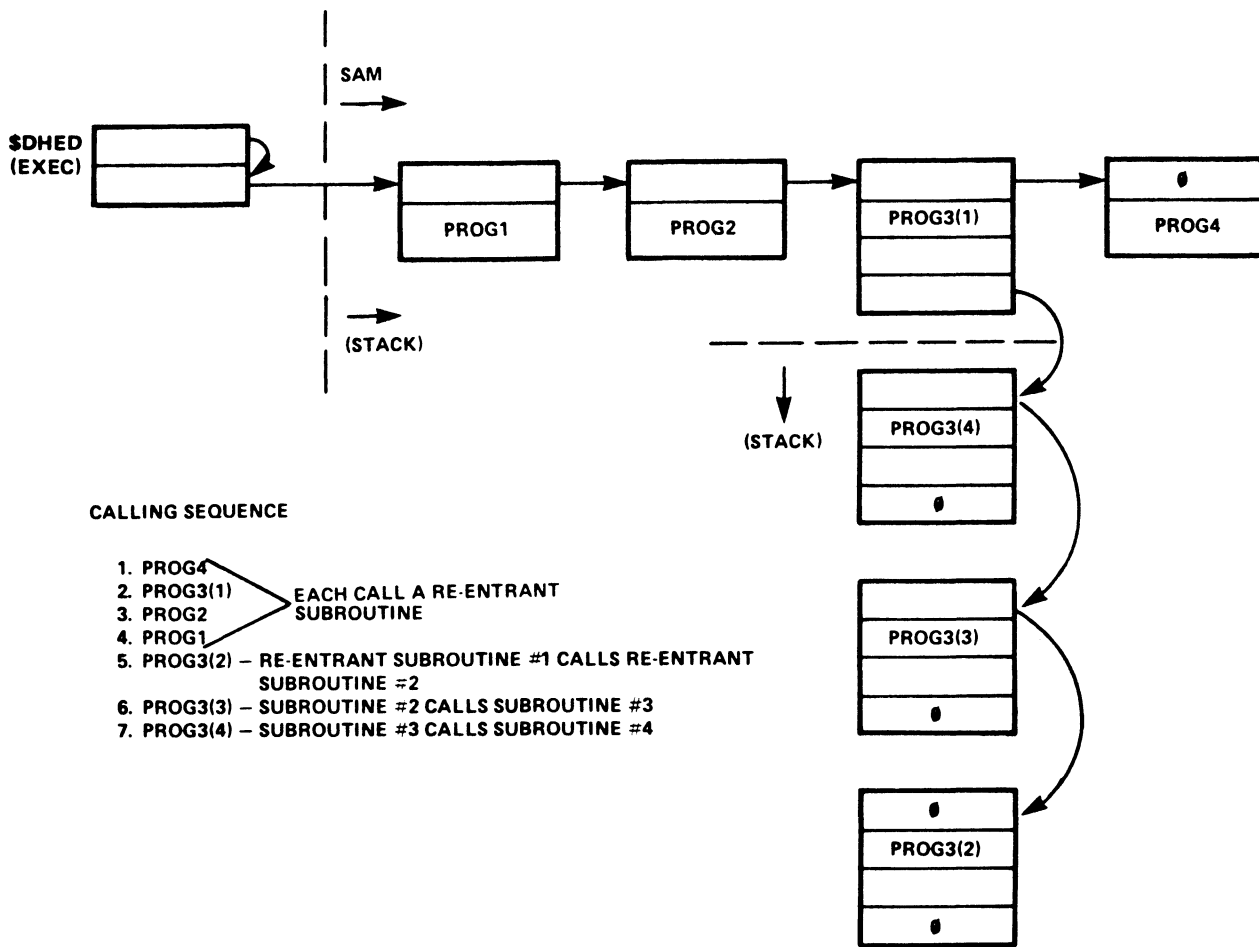 SAM
$DHED
(EXEC)
PROG1
PROG2
PROG3(1)
Ø
PROG4
(STACK)
(STACK)
PROG3(4)
Ø
CALLING SEQUENCE
1. PROG4
2. PROG3(1)
3. PROG2
4. PROG1
EACH CALL A RE-ENTRANT
SUBROUTINE
5. PROG3(2) – RE-ENTRANT SUBROUTINE #1 CALLS RE-ENTRANT
SUBROUTINE #2
6. PROG3(3) – SUBROUTINE #2 CALLS SUBROUTINE #3
7. PROG3(4) – SUBROUTINE #3 CALLS SUBROUTINE #4
PROG3(3)
Ø
Ø
PROG3(2)
Ø